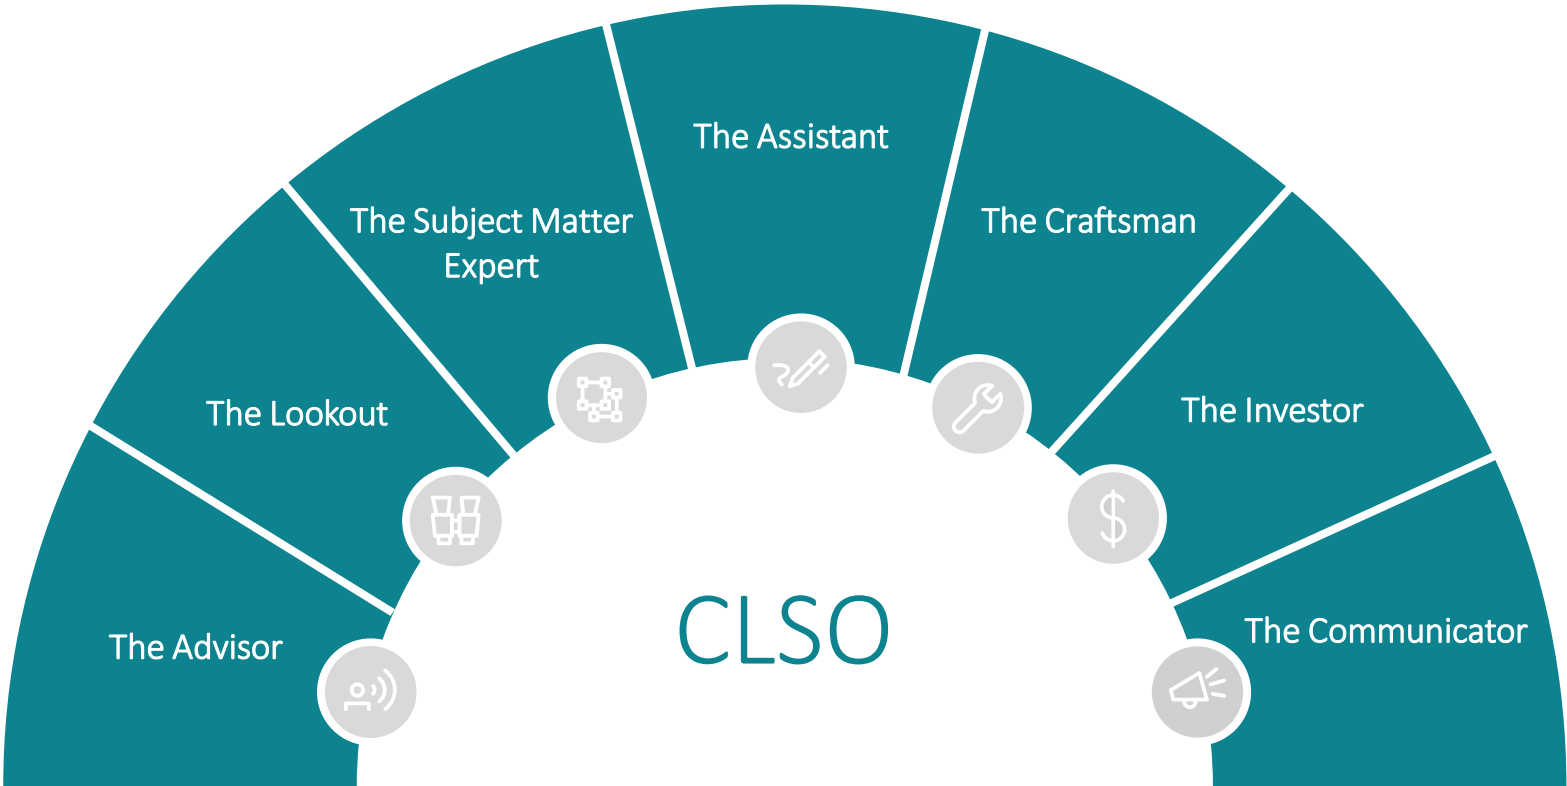 The Advisor
The Lookout
The Subject Matter
Expert
The Assistant
The Craftsman
The Investor
The Communicator
CLSO